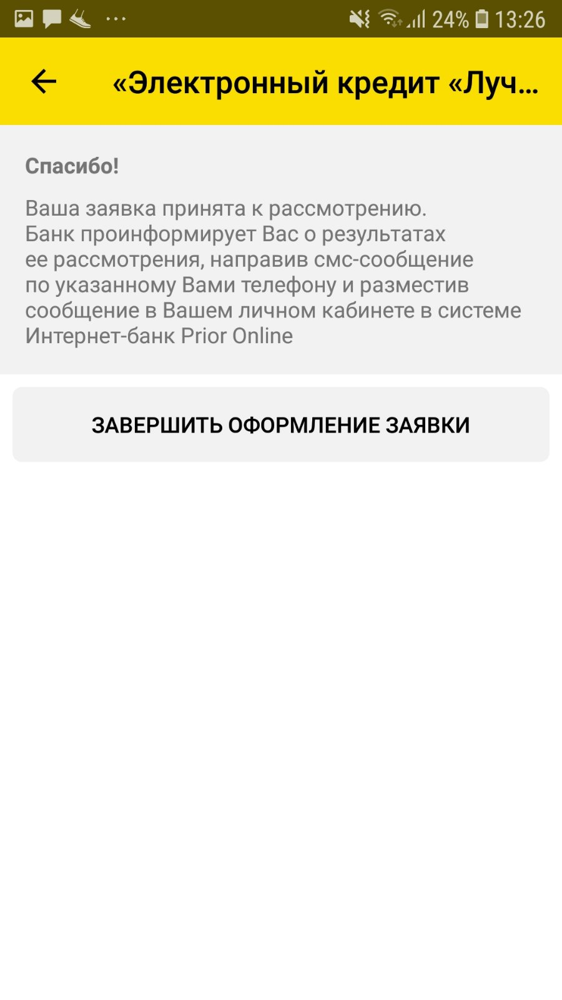 24% 13:26
«Электронный кредит «Луч...
Спасибо!
Ваша заявка принята к рассмотрению.
Банк проинформирует Вас о результатах
ее рассмотрения, направив смс-сообщение
по указанному Вами телефону и разместив
сообщение в Вашем личном кабинете в системе
Интернет-банк Prior Online
ЗАВЕРШИТЬ ОФОРМЛЕНИЕ ЗАЯВКИ